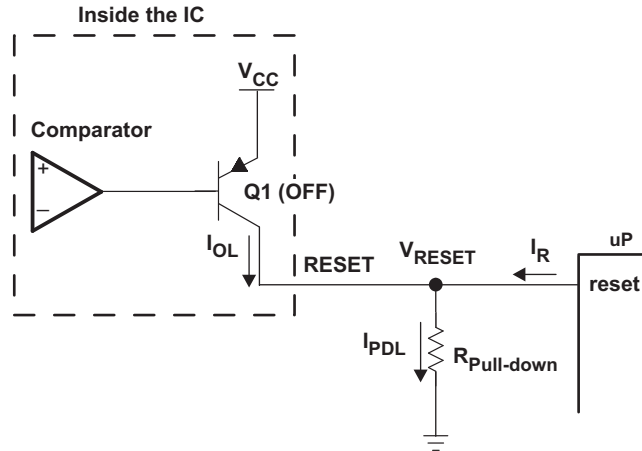 Inside the IC
V_CC
Comparator
+
−
Q1 (OFF)
I_OL
RESET
V_RESET
I_R
uP
reset
I_PDL
R_Pull-down